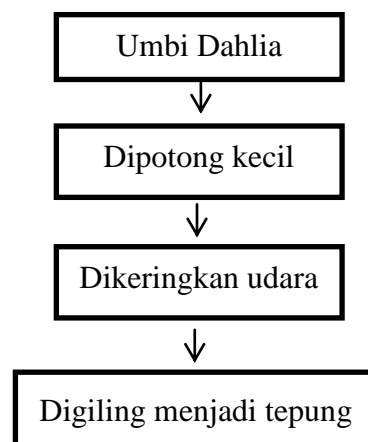 Umbi Dahlia
Dipotong kecil
Dikeringkan udara
Digiling menjadi tepung